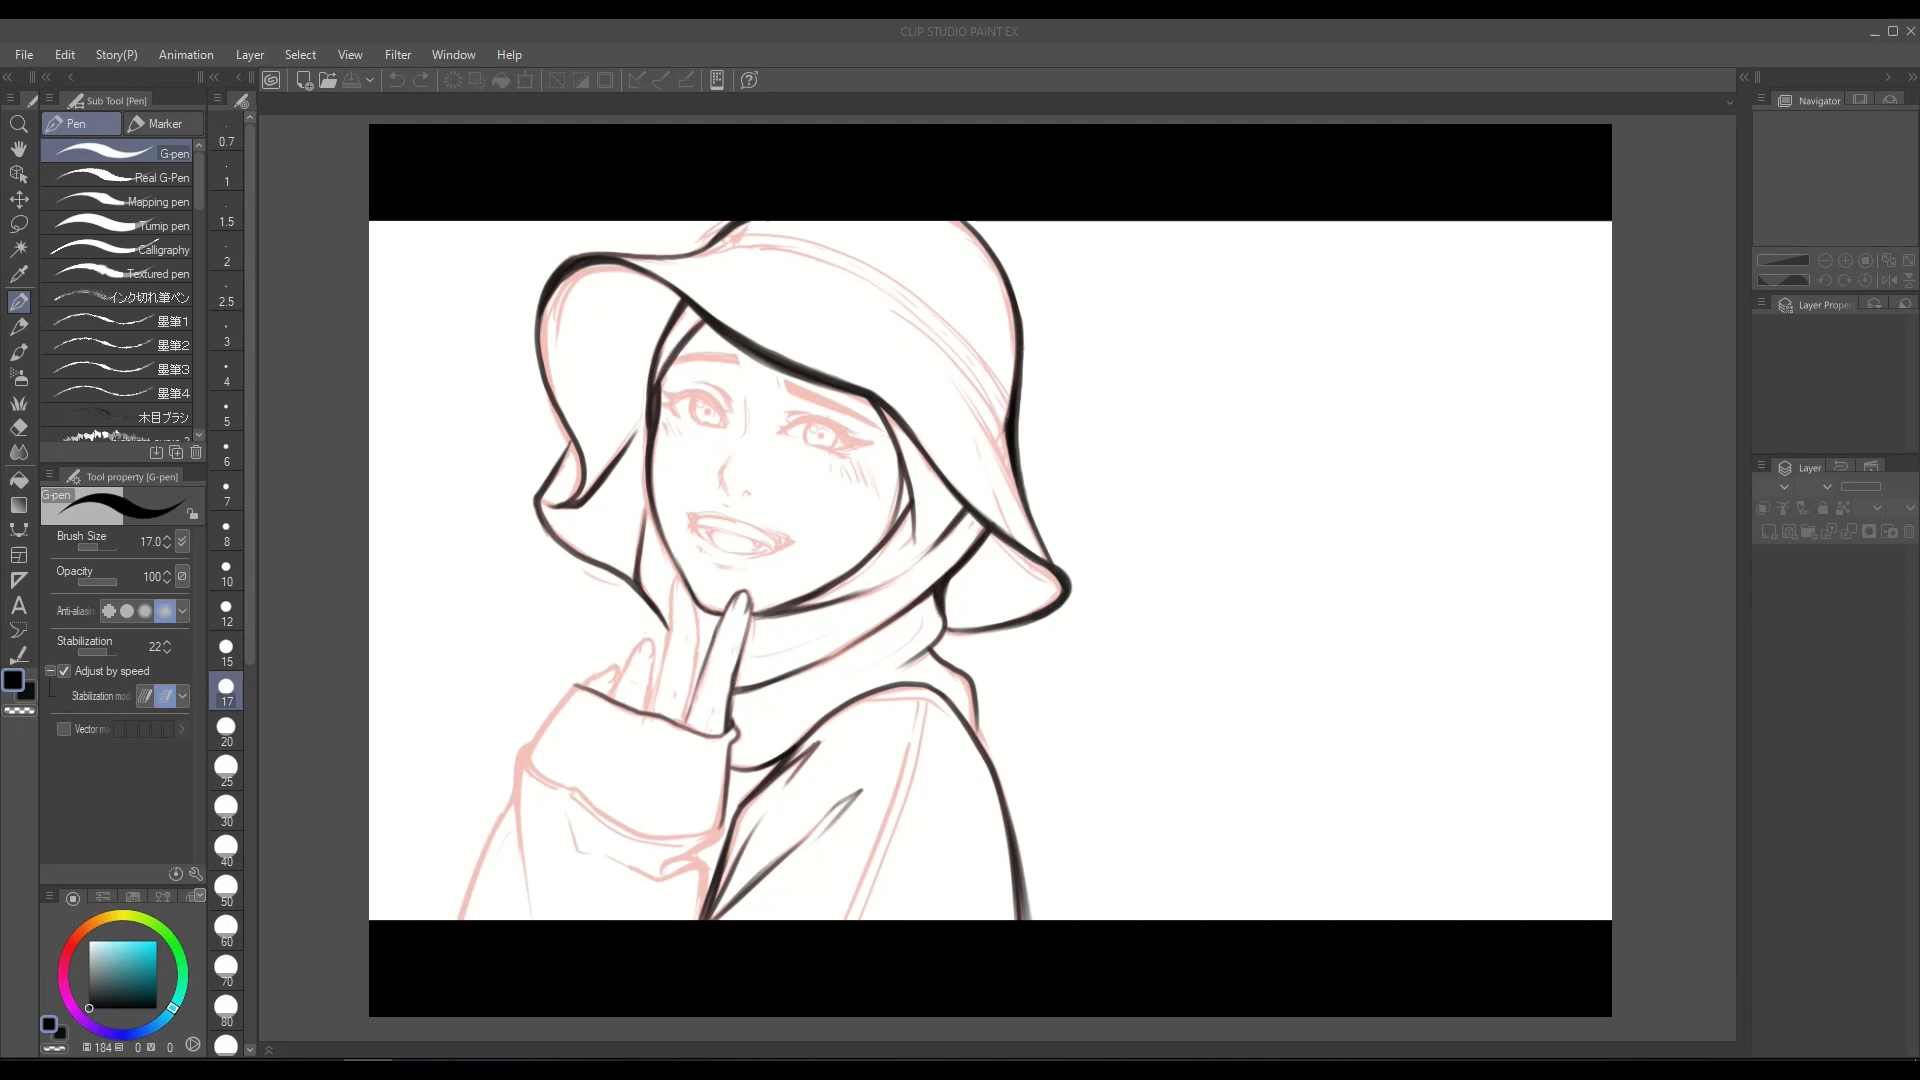 CLIP STUDIO PAINT EX
File Edit Story(P) Animation Layer Select View Filter Window Help
Sub Tool [Pen]
Pen Marker
G-pen
Real G-Pen
Mapping pen
Turnip pen
Calligraphy
Textured pen
インク切れ筆ペン
墨筆1
墨筆2
墨筆3
墨筆4
木目ブラシ
Tool property [G-pen]
G-pen
Brush Size 17.0
Opacity 100
Anti-aliasin
Stabilization 22
Adjust by speed
Stabilization mod
Vector ma
184 0 0
0.7
1
1.5
2
2.5
3
4
5
6
7
8
10
12
15
17
20
25
30
40
50
60
70
80
Navigator
Layer Prope
Layer